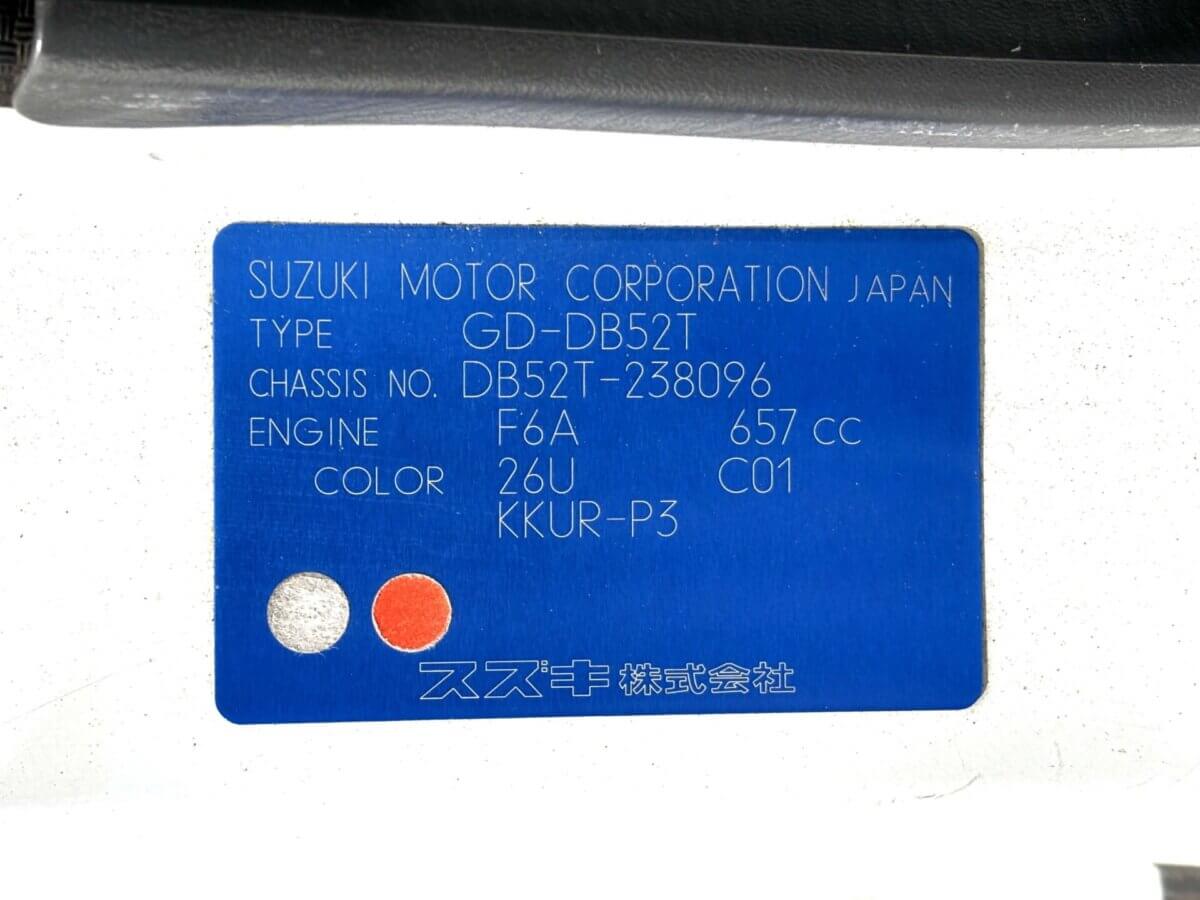 SUZUKI MOTOR CORPORATION JAPAN
TYPE GD-DB52T
CHASSIS NO. DB52T-238096
ENGINE F6A 657 cc
COLOR 26U C01
KKUR-P3
スズキ株式会社